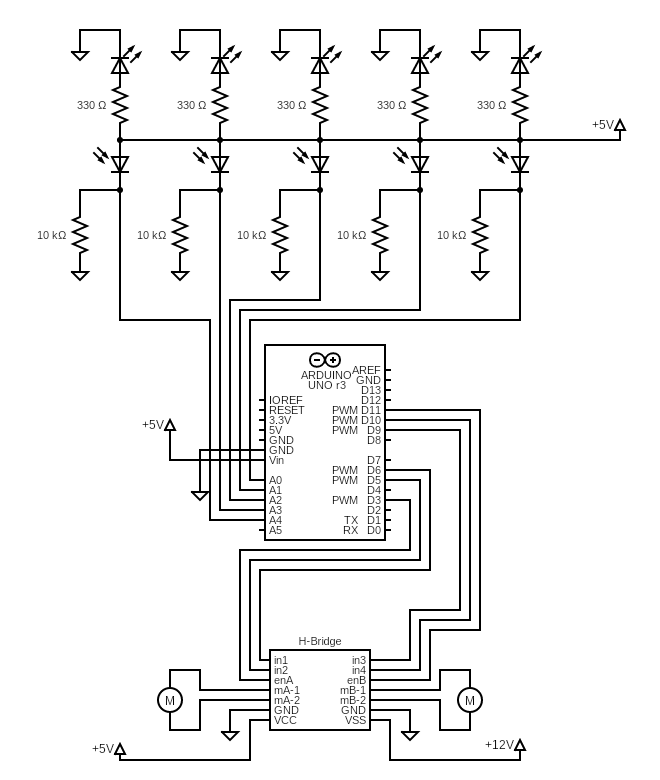 330 Ω 330 Ω 330 Ω 330 Ω 330 Ω
+5V
10 kΩ 10 kΩ 10 kΩ 10 kΩ 10 kΩ
ARDUINO
UNO r3
AREF
GND
D13
IOREF D12
RESET PWM D11
3.3V PWM D10
+5V
5V PWM D9
GND D8
GND
Vin D7
PWM D6
A0 PWM D5
A1 D4
A2 PWM D3
A3 D2
A4 TX D1
A5 RX D0
H-Bridge
in1 in3
in2 in4
enA enB
mA-1 mB-1
M mA-2 mB-2 M
GND GND
VCC VSS
+5V +12V